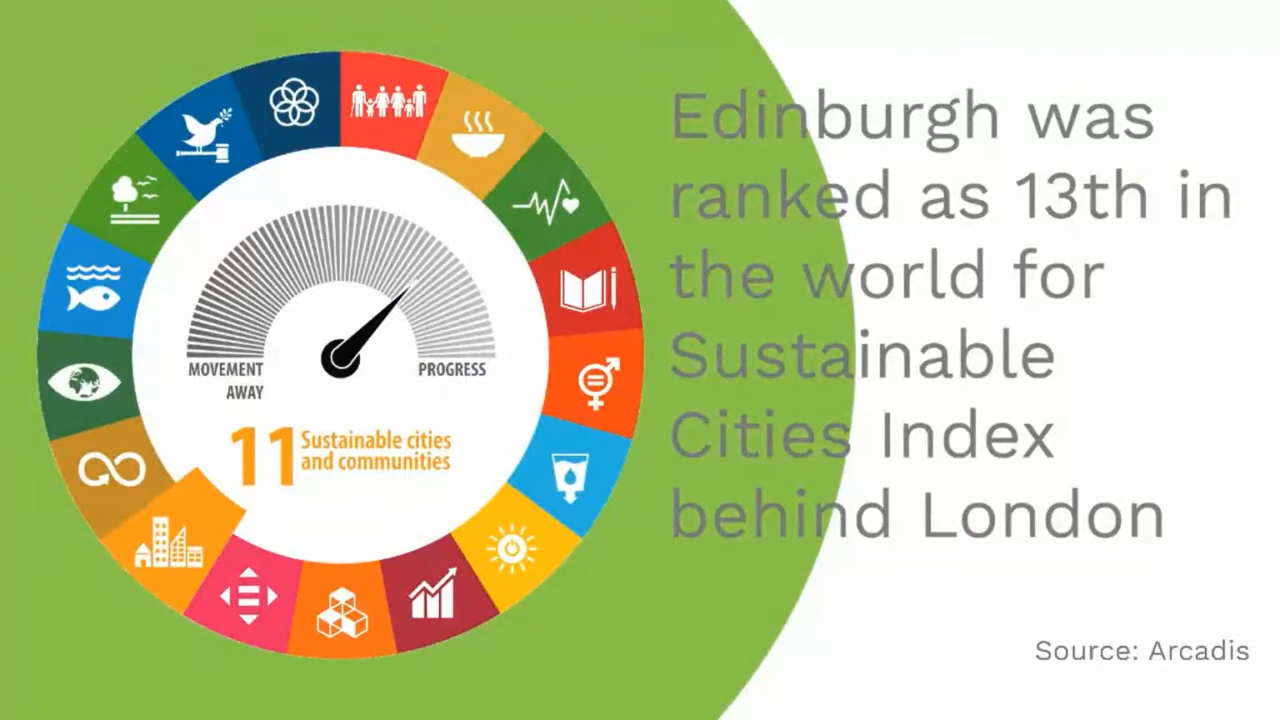 MOVEMENT
AWAY
PROGRESS
11 Sustainable cities
and communities
Edinburgh was
ranked as 13th in
the world for
Sustainable
Cities Index
behind London
Source: Arcadis